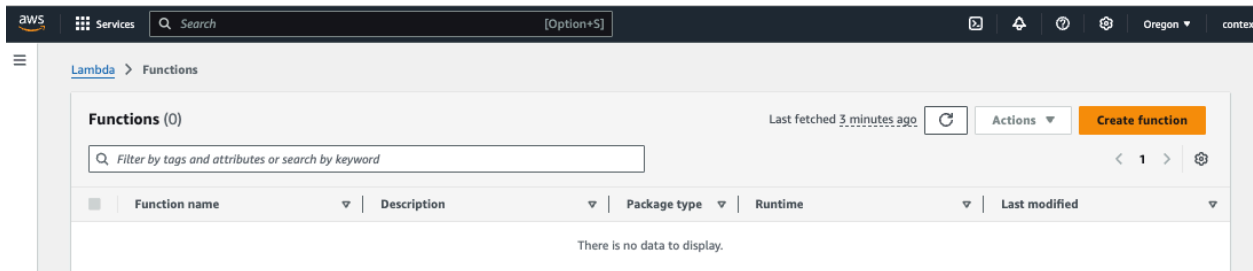 aws Services Search [Option+S] Oregon contex
Lambda > Functions
Functions (0) Last fetched 3 minutes ago Actions Create function
Filter by tags and attributes or search by keyword < 1 >
Function name Description Package type Runtime Last modified
There is no data to display.